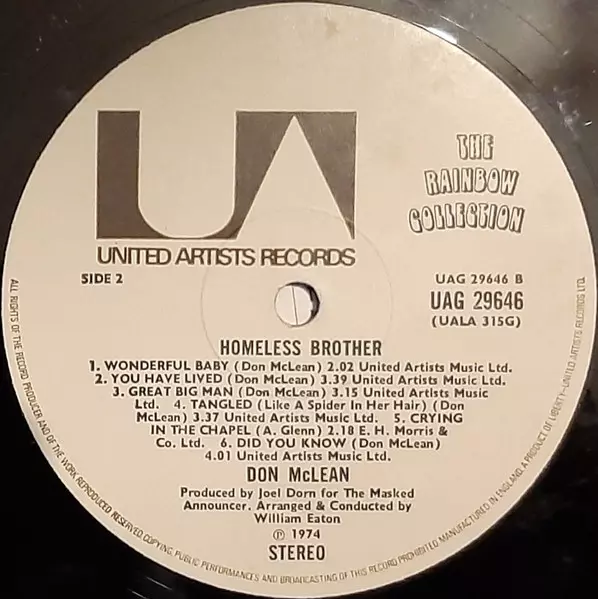 UA
THE
RAINBOW
COLLECTION
UNITED ARTISTS RECORDS
SIDE 2
UAG 29646 B
UAG 29646
(UALA 315G)
HOMELESS BROTHER
1. WONDERFUL BABY (Don McLean) 2.02 United Artists Music Ltd.
2. YOU HAVE LIVED (Don McLean) 3.39 United Artists Music Ltd.
3. GREAT BIG MAN (Don McLean) 3.15 United Artists Music
Ltd. 4. TANGLED (Like A Spider In Her Hair) (Don
McLean) 3.37 United Artists Music Ltd. 5. CRYING
IN THE CHAPEL (A. Glenn) 2.18 E. H. Morris &
Co. Ltd. 6. DID YOU KNOW (Don McLean)
4.01 United Artists Music Ltd.
DON McLEAN
Produced by Joel Dorn for The Masked
Announcer. Arranged & Conducted by
William Eaton
℗ 1974
STEREO
ALL RIGHTS OF THE RECORD PRODUCER AND OF THE WORK REPRODUCED RESERVED. COPYING, PUBLIC PERFORMANCES AND BROADCASTING OF THIS RECORD PROHIBITED. MANUFACTURED IN ENGLAND. A PRODUCT OF LIBERTY-UNITED ARTISTS RECORDS LTD.